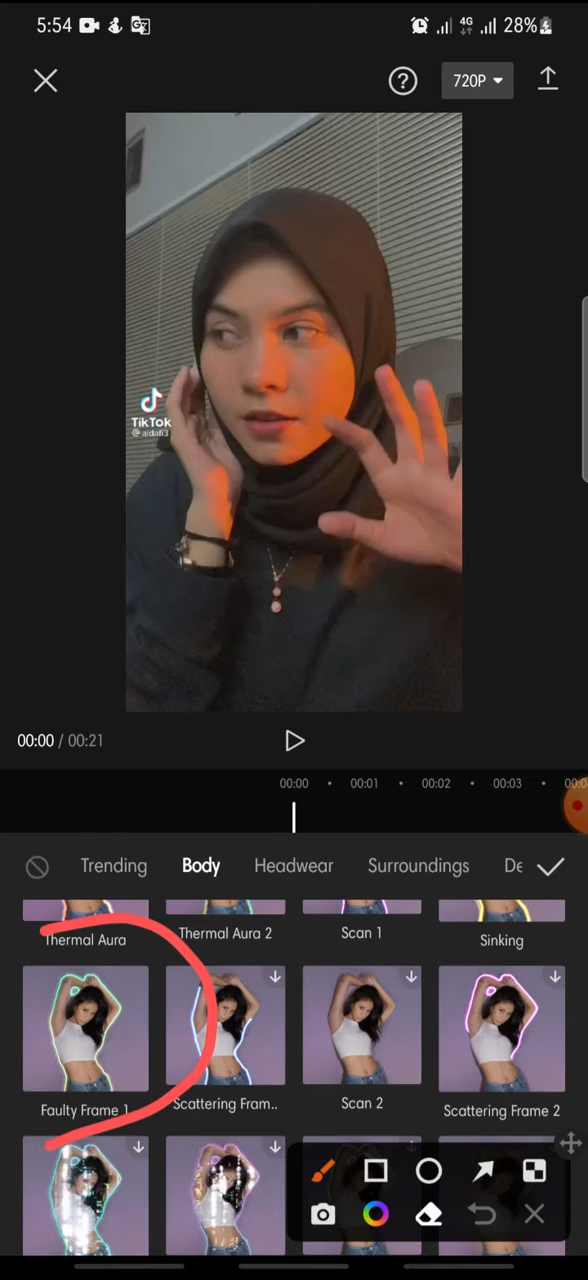 5:54
4G
28%
720P
TikTok
00:00 / 00:21
00:00
00:01
00:02
00:03
Trending
Body
Headwear
Surroundings
De
Thermal Aura
Thermal Aura 2
Scan 1
Sinking
Faulty Frame 1
Scattering Fram..
Scan 2
Scattering Frame 2